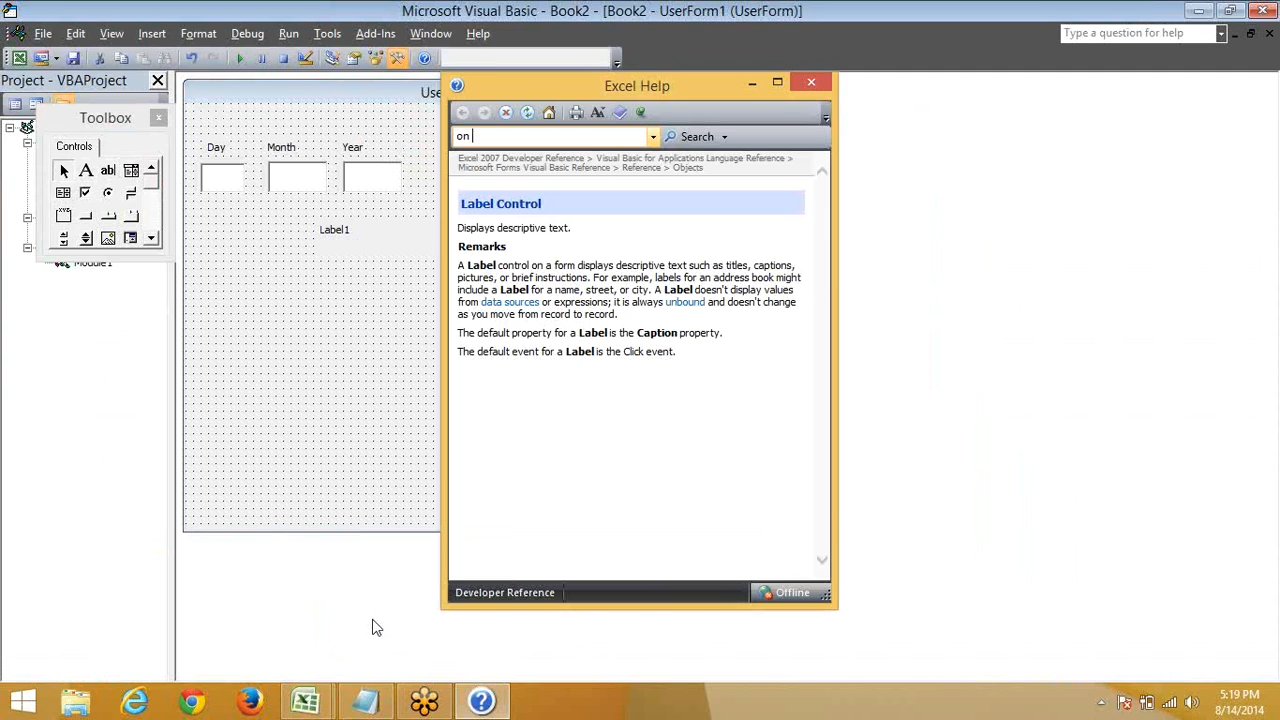 Microsoft Visual Basic - Book2 - [Book2 - UserForm1 (UserForm)]
File Edit View Insert Format Debug Run Tools Add-Ins Window Help
Type a question for help
Project - VBAProject
Toolbox
Controls
Use
Day Month Year
Label1
Module1
Excel Help
on
Search
Excel 2007 Developer Reference > Visual Basic for Applications Language Reference >
Microsoft Forms Visual Basic Reference > Reference > Objects
Label Control
Displays descriptive text.
Remarks
A Label control on a form displays descriptive text such as titles, captions,
pictures, or brief instructions. For example, labels for an address book might
include a Label for a name, street, or city. A Label doesn't display values
from data sources or expressions; it is always unbound and doesn't change
as you move from record to record.
The default property for a Label is the Caption property.
The default event for a Label is the Click event.
Developer Reference
Offline
5:19 PM
8/14/2014